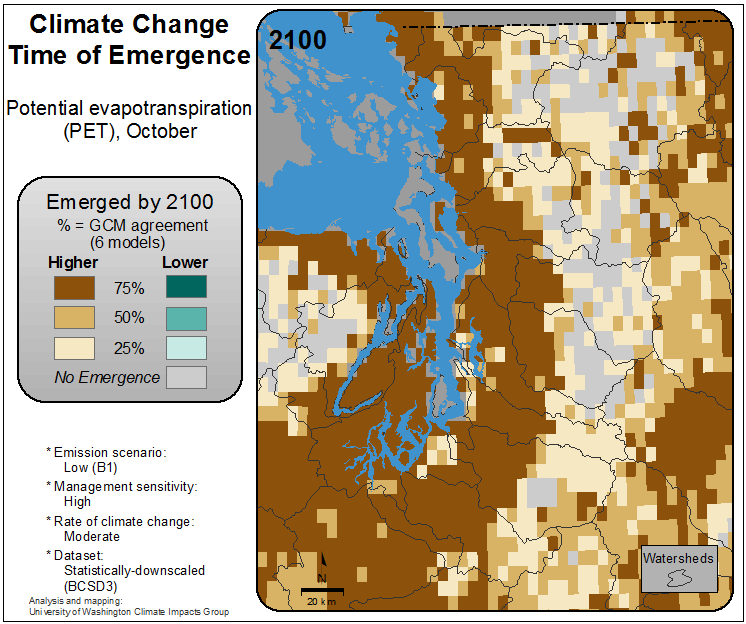 Climate Change
Time of Emergence
Potential evapotranspiration
(PET), October
Emerged by 2100
% = GCM agreement
(6 models)
Higher Lower
75%
50%
25%
No Emergence
* Emission scenario:
Low (B1)
* Management sensitivity:
High
* Rate of climate change:
Moderate
* Dataset:
Statistically-downscaled
(BCSD3)
Analysis and mapping:
University of Washington Climate Impacts Group
2100
N
20 km
Watersheds